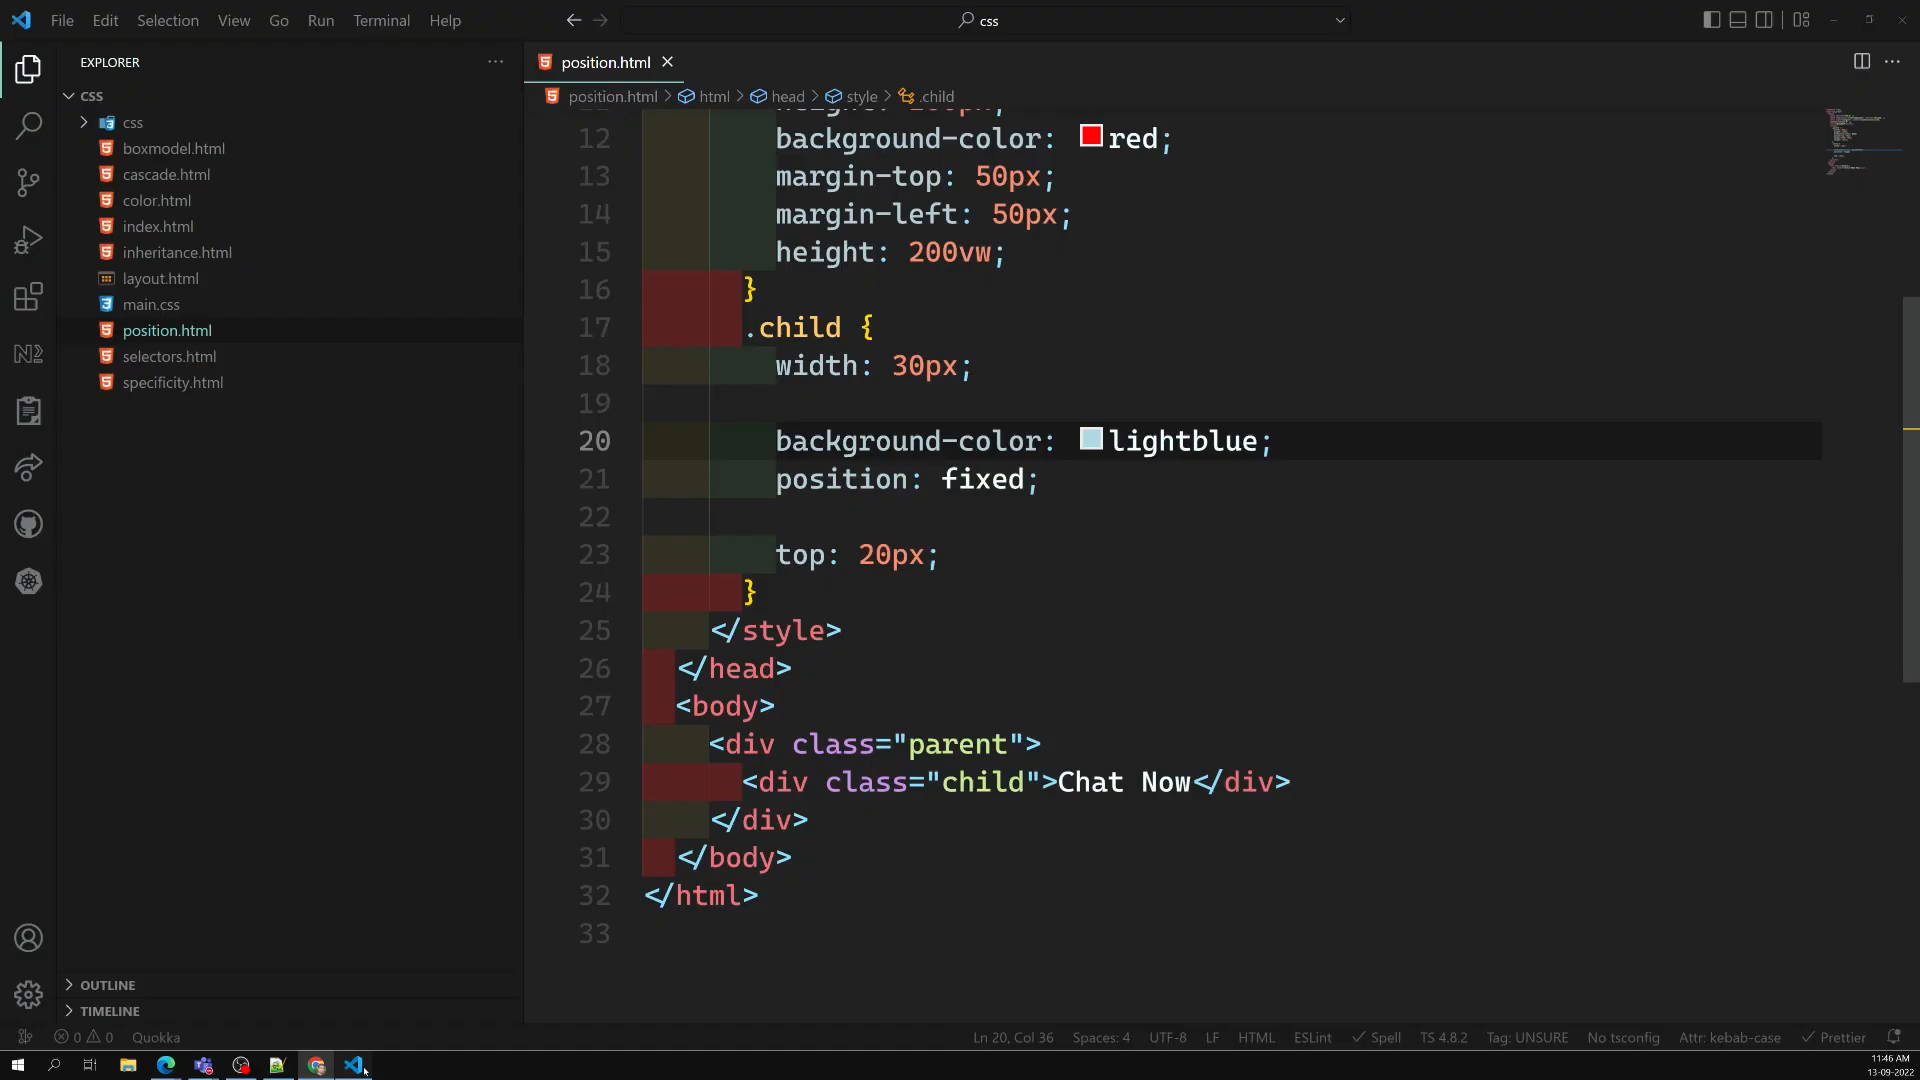 File Edit Selection View Go Run Terminal Help
css
EXPLORER
position.html
CSS
position.html > html > head > style > .child
css
boxmodel.html
cascade.html
color.html
index.html
inheritance.html
layout.html
main.css
position.html
selectors.html
specificity.html
12 background-color: red;
13 margin-top: 50px;
14 margin-left: 50px;
15 height: 200vw;
16 }
17 .child {
18 width: 30px;
19
20 background-color: lightblue;
21 position: fixed;
22
23 top: 20px;
24 }
25 </style>
26 </head>
27 <body>
28 <div class="parent">
29 <div class="child">Chat Now</div>
30 </div>
31 </body>
32 </html>
33
OUTLINE
TIMELINE
0 0 Quokka
Ln 20, Col 36 Spaces: 4 UTF-8 LF HTML ESLint Spell TS 4.8.2 Tag: UNSURE No tsconfig Attr: kebab-case Prettier
11:46 AM
13-09-2022